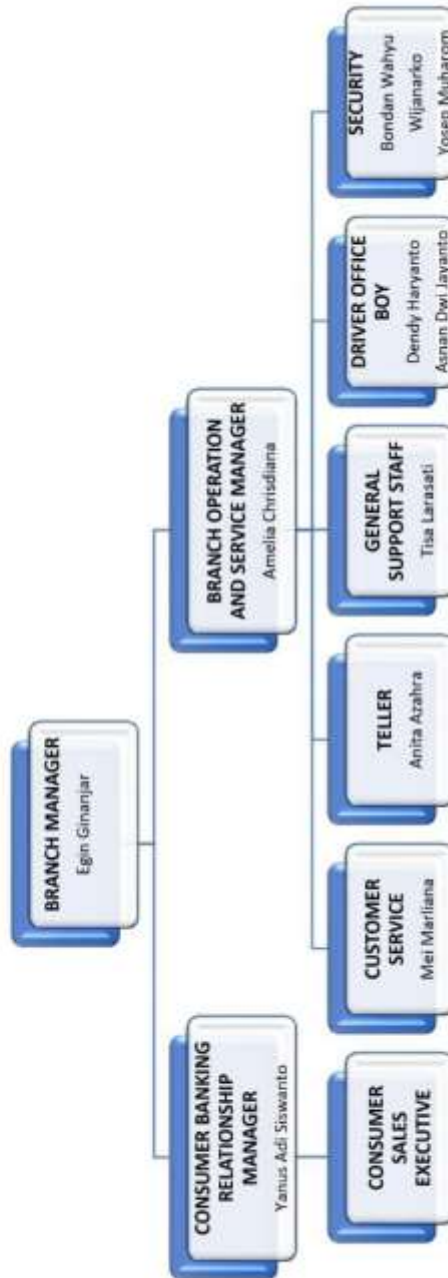 BRANCH MANAGER
Egin Ginanjar
CONSUMER BANKING
RELATIONSHIP
MANAGER
Yanus Adi Siswanto
BRANCH OPERATION
AND SERVICE MANAGER
Amelia Chrisdiana
CONSUMER
SALES
EXECUTIVE
CUSTOMER
SERVICE
Mei Marliana
TELLER
Anita Azahra
GENERAL
SUPPORT STAFF
Tisa Larasati
DRIVER OFFICE
BOY
Dendy Haryanto
Asnan Dwi Jayanto
SECURITY
Bondan Wahyu
Wijanarko
Yosep Muharom